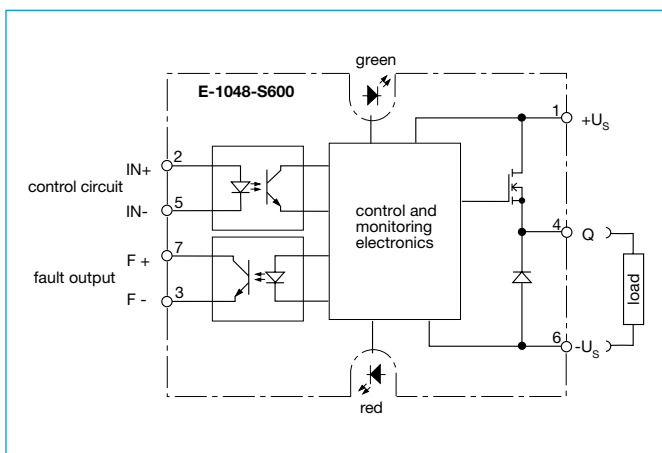 green
E-1048-S600
1
+US
2
IN+
control circuit
5
IN-
control and
monitoring
electronics
4
Q
7
F +
fault output
3
F -
load
6
-US
red